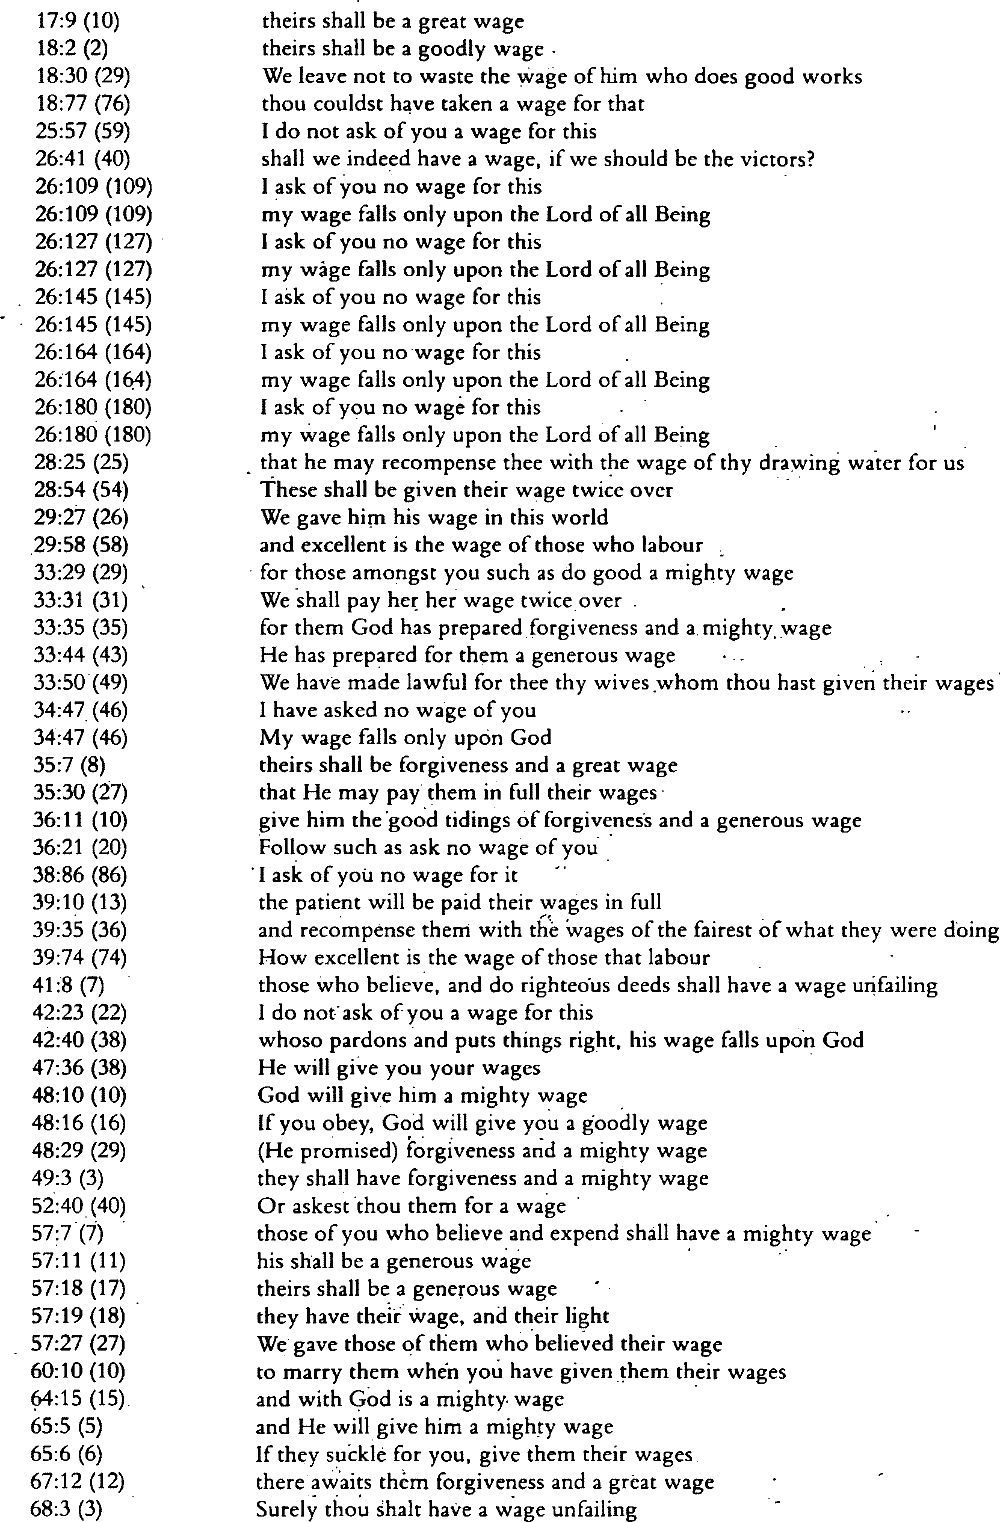 17:9 (10) theirs shall be a great wage
18:2 (2) theirs shall be a goodly wage
18:30 (29) We leave not to waste the wage of him who does good works
18:77 (76) thou couldst have taken a wage for that
25:57 (59) I do not ask of you a wage for this
26:41 (40) shall we indeed have a wage, if we should be the victors?
26:109 (109) I ask of you no wage for this
26:109 (109) my wage falls only upon the Lord of all Being
26:127 (127) I ask of you no wage for this
26:127 (127) my wage falls only upon the Lord of all Being
26:145 (145) I ask of you no wage for this
26:145 (145) my wage falls only upon the Lord of all Being
26:164 (164) I ask of you no wage for this
26:164 (164) my wage falls only upon the Lord of all Being
26:180 (180) I ask of you no wage for this
26:180 (180) my wage falls only upon the Lord of all Being
28:25 (25) that he may recompense thee with the wage of thy drawing water for us
28:54 (54) These shall be given their wage twice over
29:27 (26) We gave him his wage in this world
29:58 (58) and excellent is the wage of those who labour
33:29 (29) for those amongst you such as do good a mighty wage
33:31 (31) We shall pay her her wage twice over
33:35 (35) for them God has prepared forgiveness and a mighty wage
33:44 (43) He has prepared for them a generous wage
33:50 (49) We have made lawful for thee thy wives whom thou hast given their wages
34:47 (46) I have asked no wage of you
34:47 (46) My wage falls only upon God
35:7 (8) theirs shall be forgiveness and a great wage
35:30 (27) that He may pay them in full their wages
36:11 (10) give him the good tidings of forgiveness and a generous wage
36:21 (20) Follow such as ask no wage of you
38:86 (86) I ask of you no wage for it
39:10 (13) the patient will be paid their wages in full
39:35 (36) and recompense them with the wages of the fairest of what they were doing
39:74 (74) How excellent is the wage of those that labour
41:8 (7) those who believe, and do righteous deeds shall have a wage unfailing
42:23 (22) I do not ask of you a wage for this
42:40 (38) whoso pardons and puts things right, his wage falls upon God
47:36 (38) He will give you your wages
48:10 (10) God will give him a mighty wage
48:16 (16) If you obey, God will give you a goodly wage
48:29 (29) (He promised) forgiveness and a mighty wage
49:3 (3) they shall have forgiveness and a mighty wage
52:40 (40) Or askest thou them for a wage
57:7 (7) those of you who believe and expend shall have a mighty wage
57:11 (11) his shall be a generous wage
57:18 (17) theirs shall be a generous wage
57:19 (18) they have their wage, and their light
57:27 (27) We gave those of them who believed their wage
60:10 (10) to marry them when you have given them their wages
64:15 (15) and with God is a mighty wage
65:5 (5) and He will give him a mighty wage
65:6 (6) If they suckle for you, give them their wages
67:12 (12) there awaits them forgiveness and a great wage
68:3 (3) Surely thou shalt have a wage unfailing